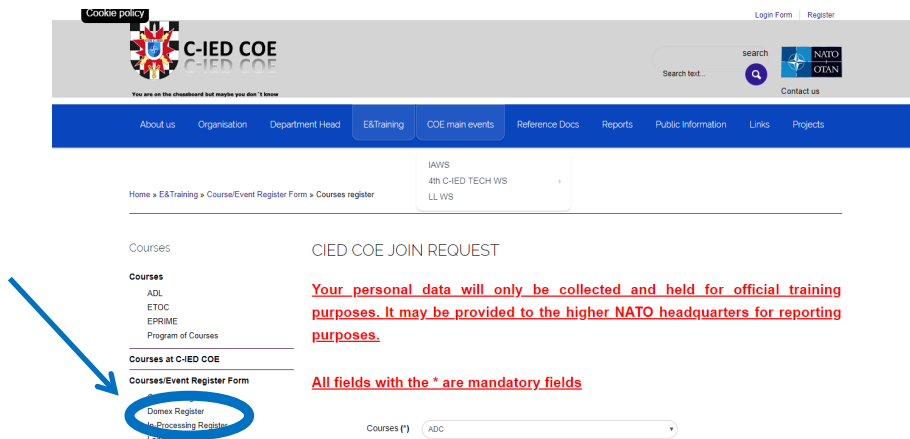 Cookie policy
Login Form | Register
C-IED COE
You are on the chessboard but maybe you don´t know
search
Search text...
NATO
OTAN
Contact us
About us Organisation Department Head E&Training COE main events Reference Docs Reports Public Information Links Projects
IAWS
4th C-IED TECH WS
LL WS
Home » E&Training » Course/Event Register Form » Courses register
Courses
Courses
ADL
ETOC
EPRIME
Program of Courses
Courses at C-IED COE
Courses/Event Register Form
Domex Register
In-Processing Register
CIED COE JOIN REQUEST
Your personal data will only be collected and held for official training
purposes. It may be provided to the higher NATO headquarters for reporting
purposes.
All fields with the * are mandatory fields
Courses (*) ADC